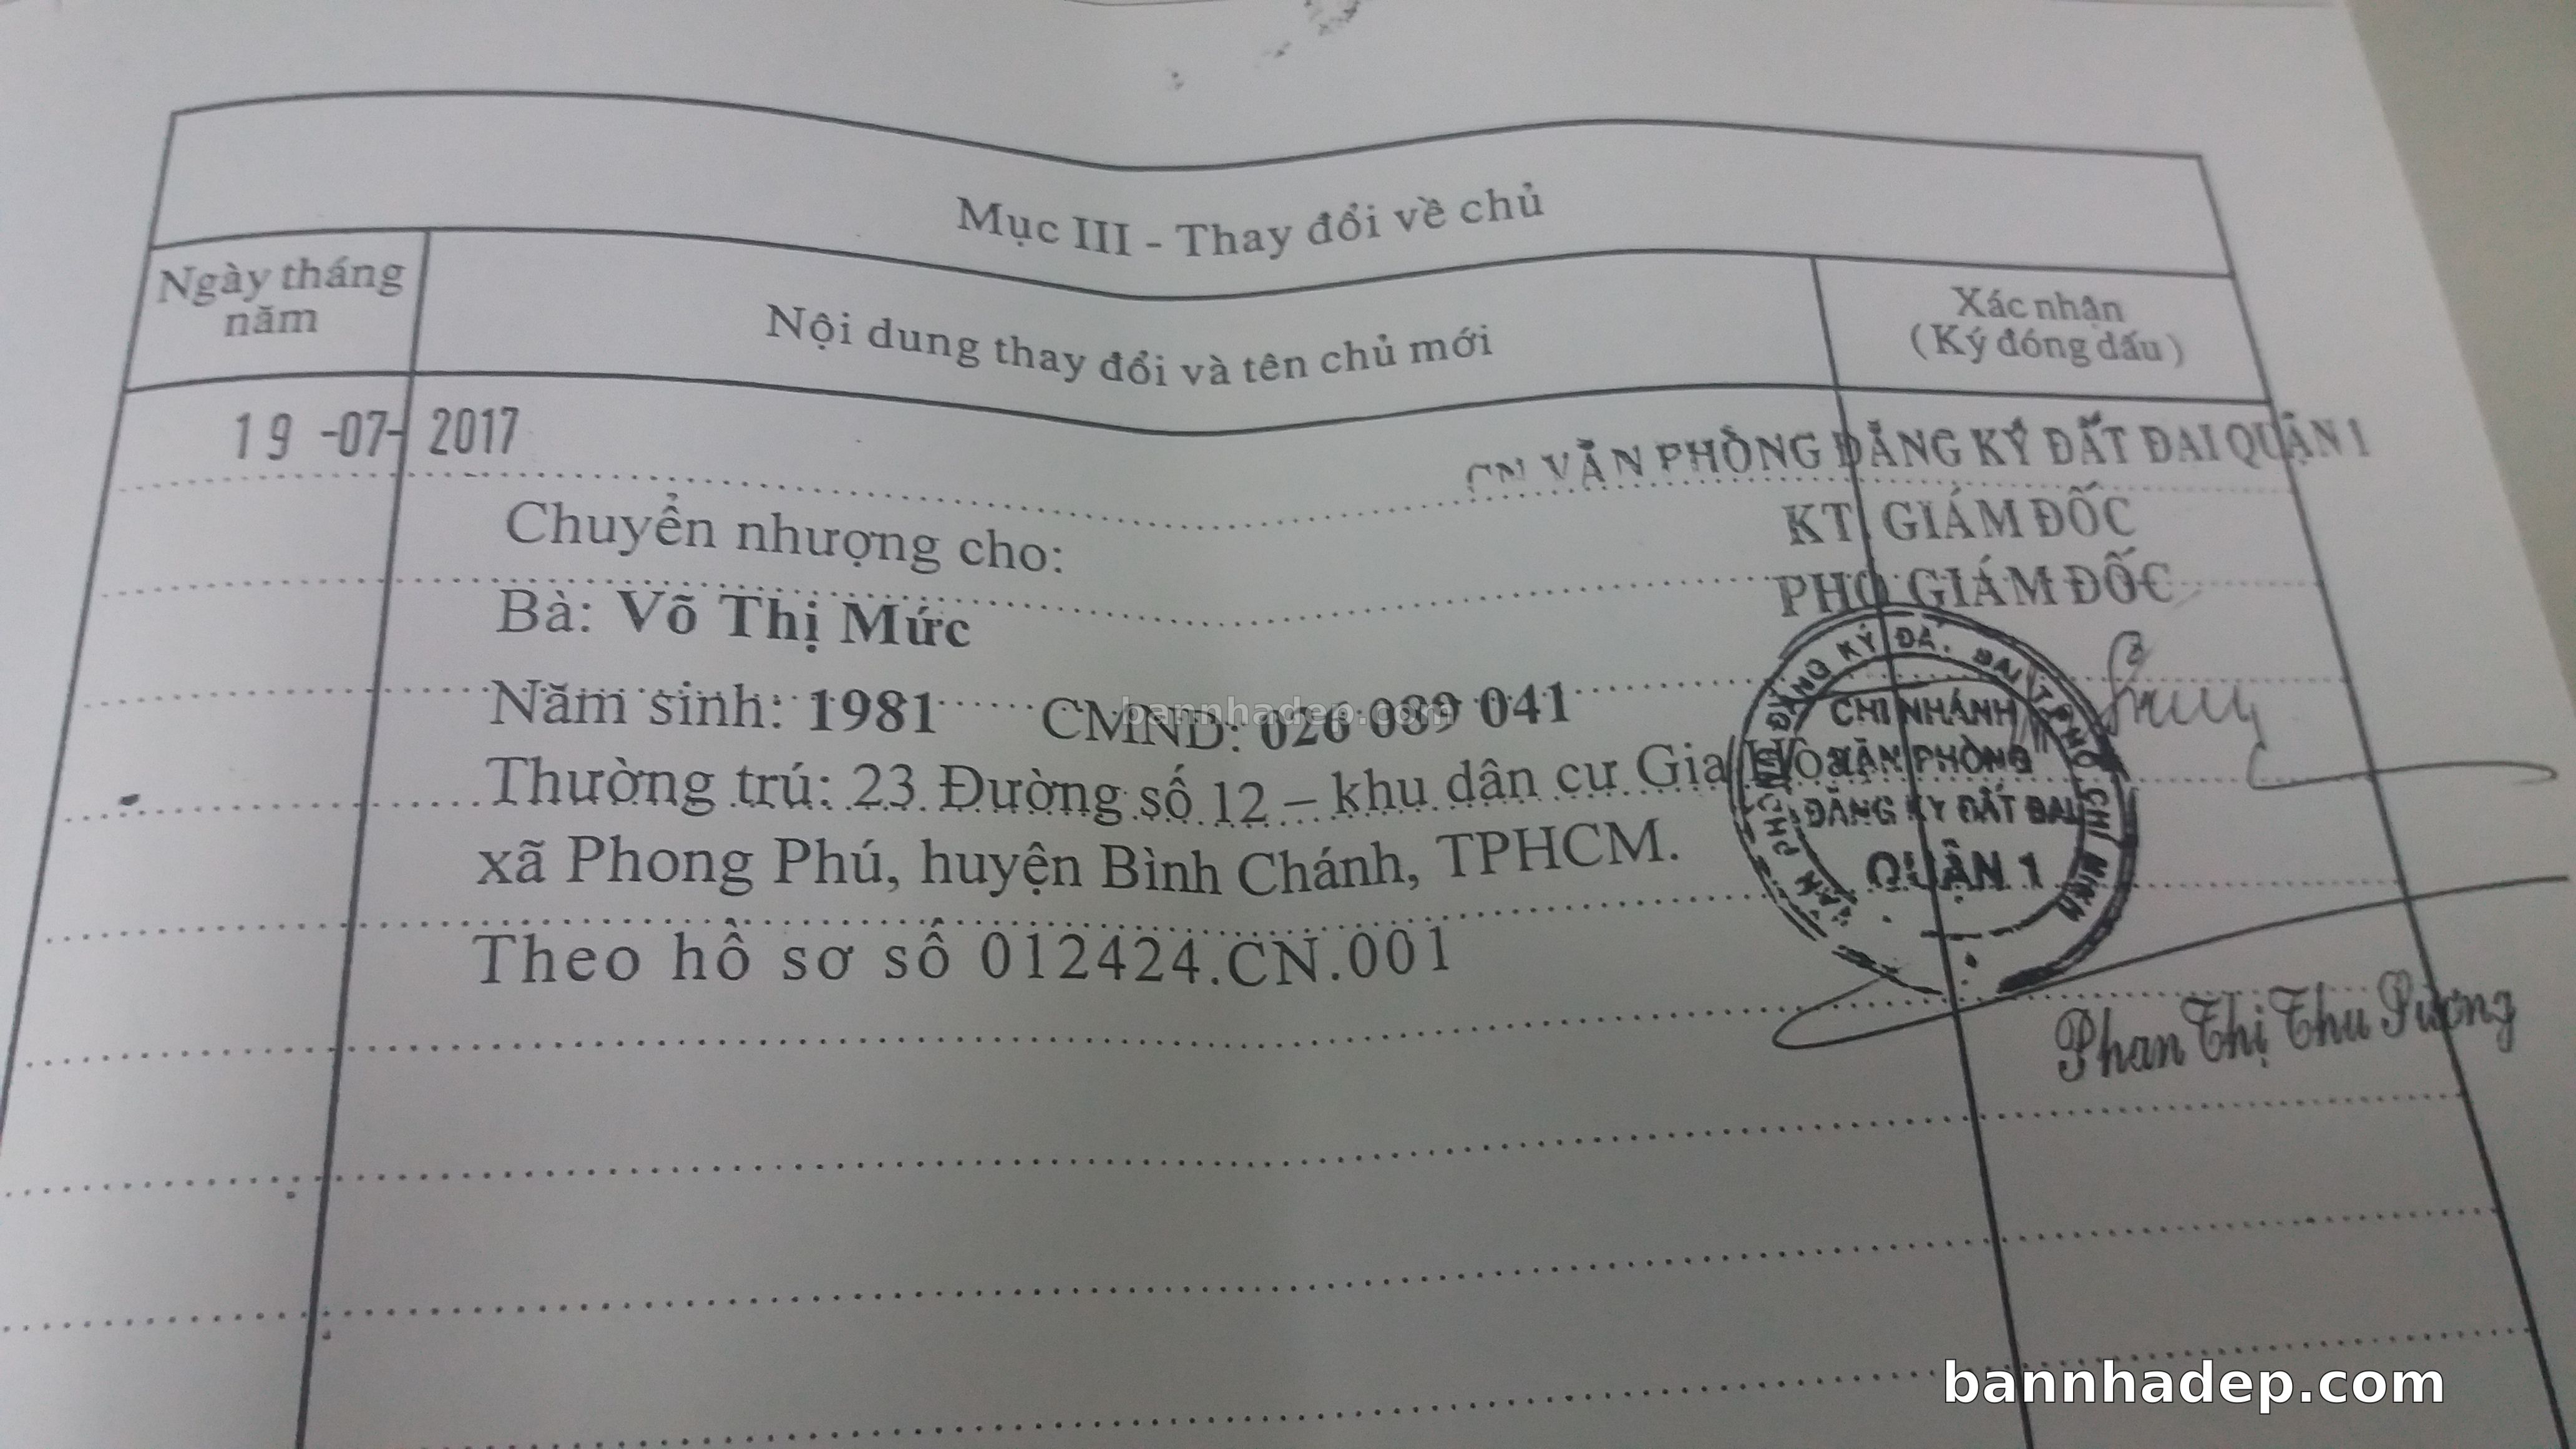 Mục III - Thay đổi về chủ
Ngày tháng
năm
Nội dung thay đổi và tên chủ mới
Xác nhận
(Ký đóng dấu)
19 -07- 2017
CN VĂN PHÒNG ĐĂNG KÝ ĐẤT ĐAI QUẬN 1
KT. GIÁM ĐỐC
PHÓ GIÁM ĐỐC
Chuyển nhượng cho:
Bà: Võ Thị Mức
Năm sinh: 1981 CMND: 026 089 041
Thường trú: 23 Đường số 12 – khu dân cư Gia Hòa
xã Phong Phú, huyện Bình Chánh, TPHCM.
Theo hồ sơ số 012424.CN.001
CHI NHÁNH
VĂN PHÒNG
ĐĂNG KÝ ĐẤT ĐAI
QUẬN 1
Phan Thị Thu
bannhadep.com
bannhadep.com